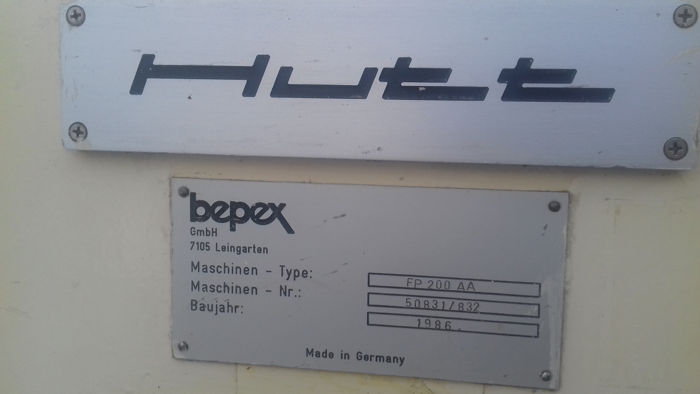 Hutt
bepex
GmbH
7105 Leingarten
Maschinen - Type: FP 200 AA
Maschinen - Nr.: 50831/832
Baujahr: 1986.
Made in Germany